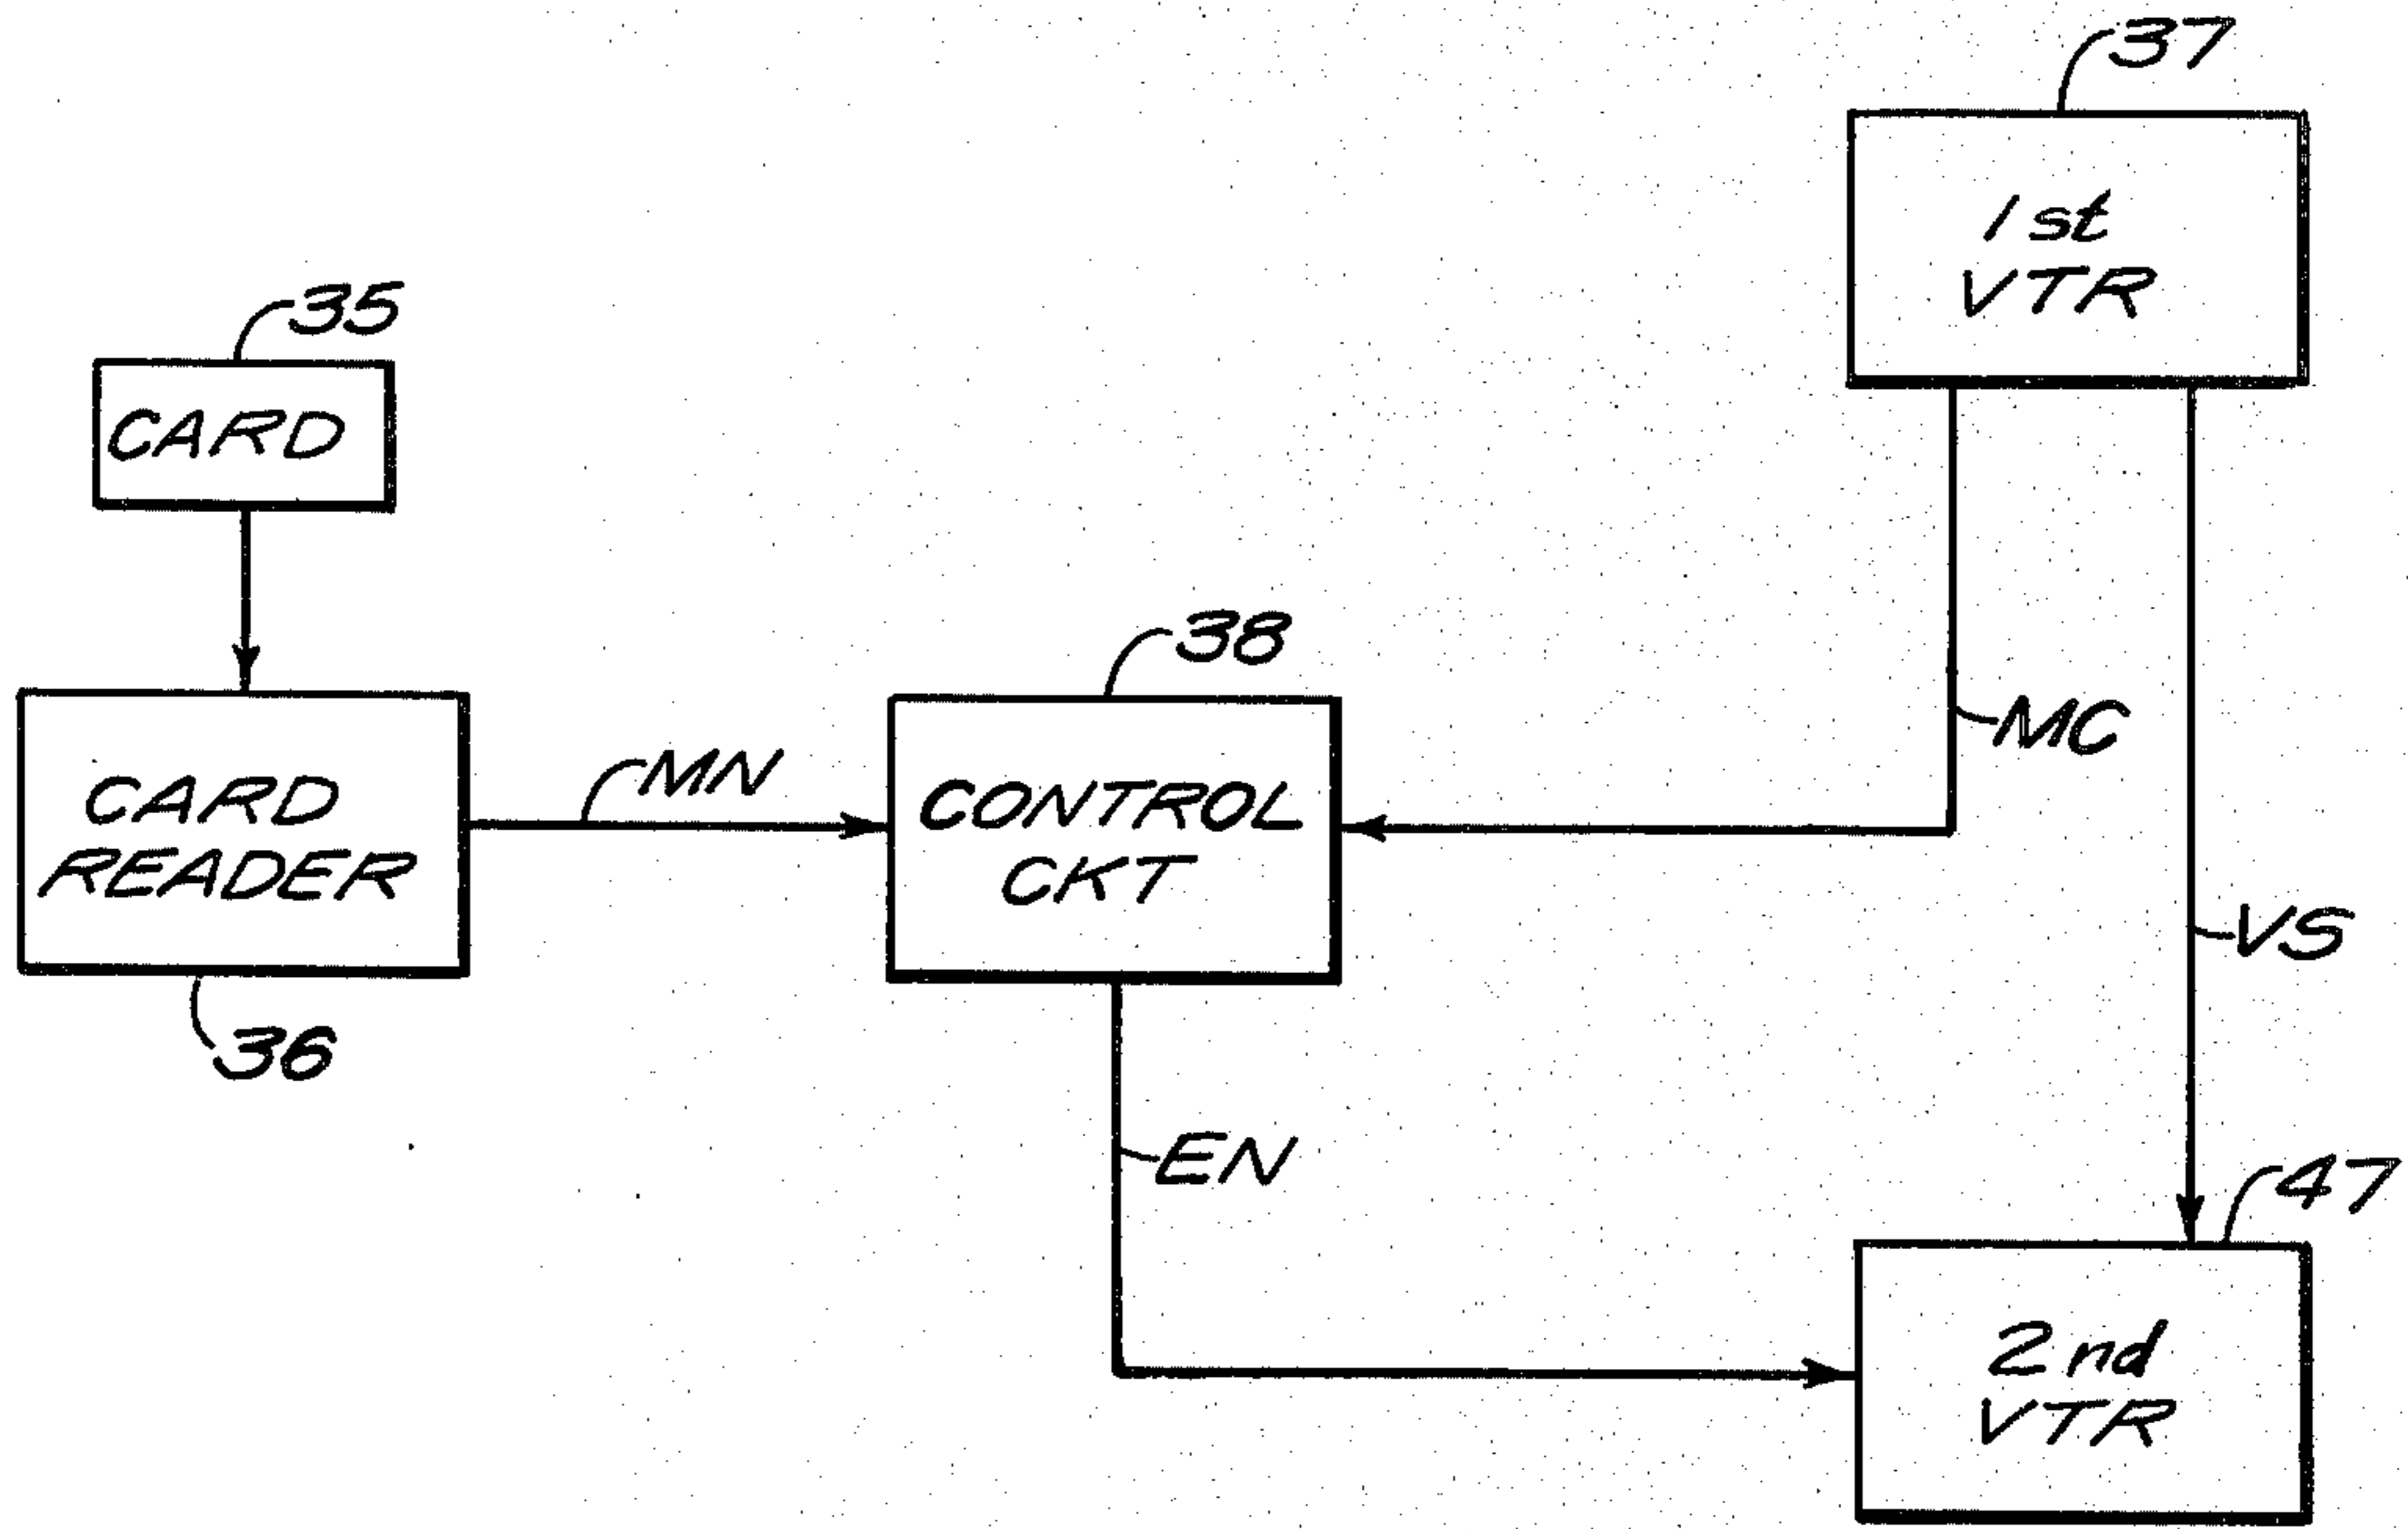 37
1st
VTR
35
CARD
38
MC
MN
CARD
READER
CONTROL
CKT
VS
36
EN
47
2nd
VTR